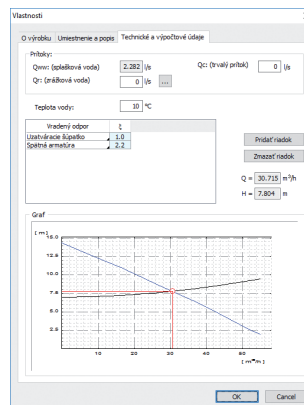 Vlastnosti
O výrobku Umiestnenie a popis Technické a výpočtové údaje
Prítoky:
Qww: (splašková voda) 2.282 l/s Qc: (trvalý prítok) 0 l/s
Qr: (zrážková voda) 0 l/s ...
Teplota vody: 10 °C
Vradený odpor ξ
Uzatváracie šupatko 1.0
Spätná armatúra 2.2
Pridať riadok
Zmazať riadok
Q = 30.715 m³/h
H = 7.804 m
Graf
[ m ]
15.0
12.5
10.0
7.5
5.0
2.5
10 20 30 40 50
[ m³/h ]
OK Cancel